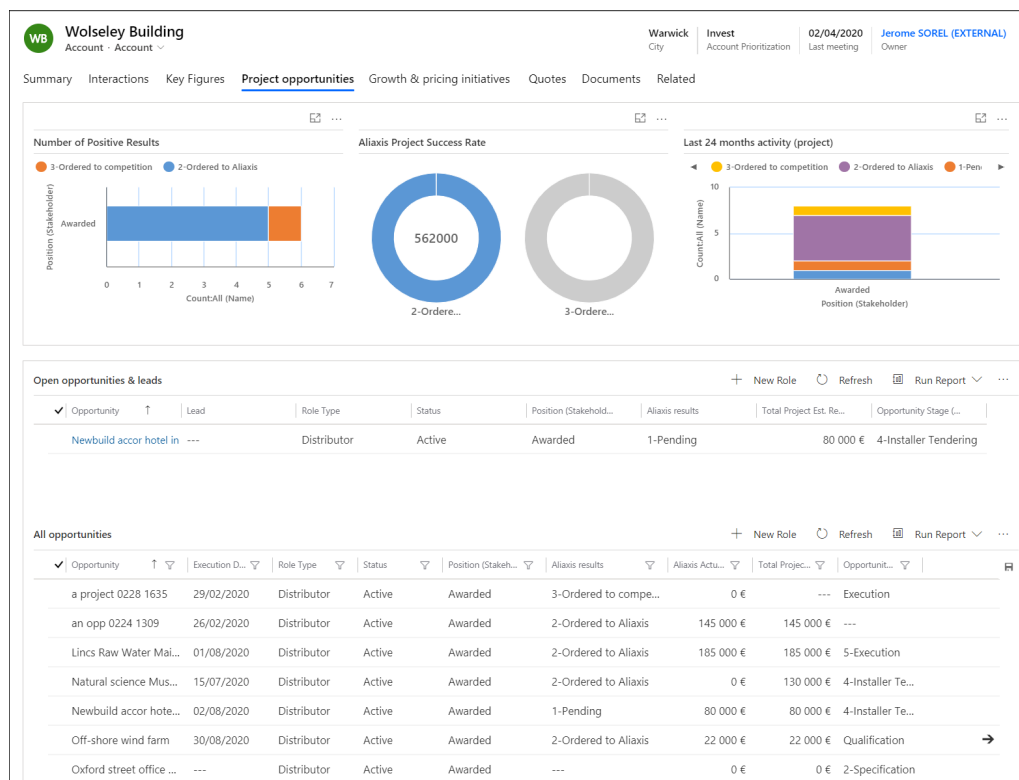 WB
Wolseley Building
Account · Account
Warwick
City
Invest
Account Prioritization
02/04/2020
Last meeting
Jerome SOREL (EXTERNAL)
Owner
Summary Interactions Key Figures Project opportunities Growth & pricing initiatives Quotes Documents Related
Number of Positive Results
3-Ordered to competition 2-Ordered to Aliaxis
Position (Stakeholder)
Awarded
0 1 2 3 4 5 6 7
Count:All (Name)
Aliaxis Project Success Rate
562000
2-Ordere... 3-Ordere...
Last 24 months activity (project)
3-Ordered to competition 2-Ordered to Aliaxis 1-Pen
Count:All (Name)
10
5
0
Awarded
Position (Stakeholder)
Open opportunities & leads
New Role Refresh Run Report ...
Opportunity Lead Role Type Status Position (Stakehold... Aliaxis results Total Project Est. Re... Opportunity Stage (...
Newbuild accor hotel in --- Distributor Active Awarded 1-Pending 80 000 € 4-Installer Tendering
All opportunities
New Role Refresh Run Report ...
Opportunity Execution D... Role Type Status Position (Stakeh... Aliaxis results Aliaxis Actu... Total Projec... Opportunit...
a project 0228 1635 29/02/2020 Distributor Active Awarded 3-Ordered to compe... 0 € --- Execution
an opp 0224 1309 26/02/2020 Distributor Active Awarded 2-Ordered to Aliaxis 145 000 € 145 000 € ---
Lincs Raw Water Mai... 01/08/2020 Distributor Active Awarded 2-Ordered to Aliaxis 185 000 € 185 000 € 5-Execution
Natural science Mus... 15/07/2020 Distributor Active Awarded 2-Ordered to Aliaxis 0 € 130 000 € 4-Installer Te...
Newbuild accor hote... 02/08/2020 Distributor Active Awarded 1-Pending 80 000 € 80 000 € 4-Installer Te...
Off-shore wind farm 30/08/2020 Distributor Active Awarded 2-Ordered to Aliaxis 22 000 € 22 000 € Qualification
Oxford street office ... --- Distributor Active Awarded --- 0 € 0 € 2-Specification